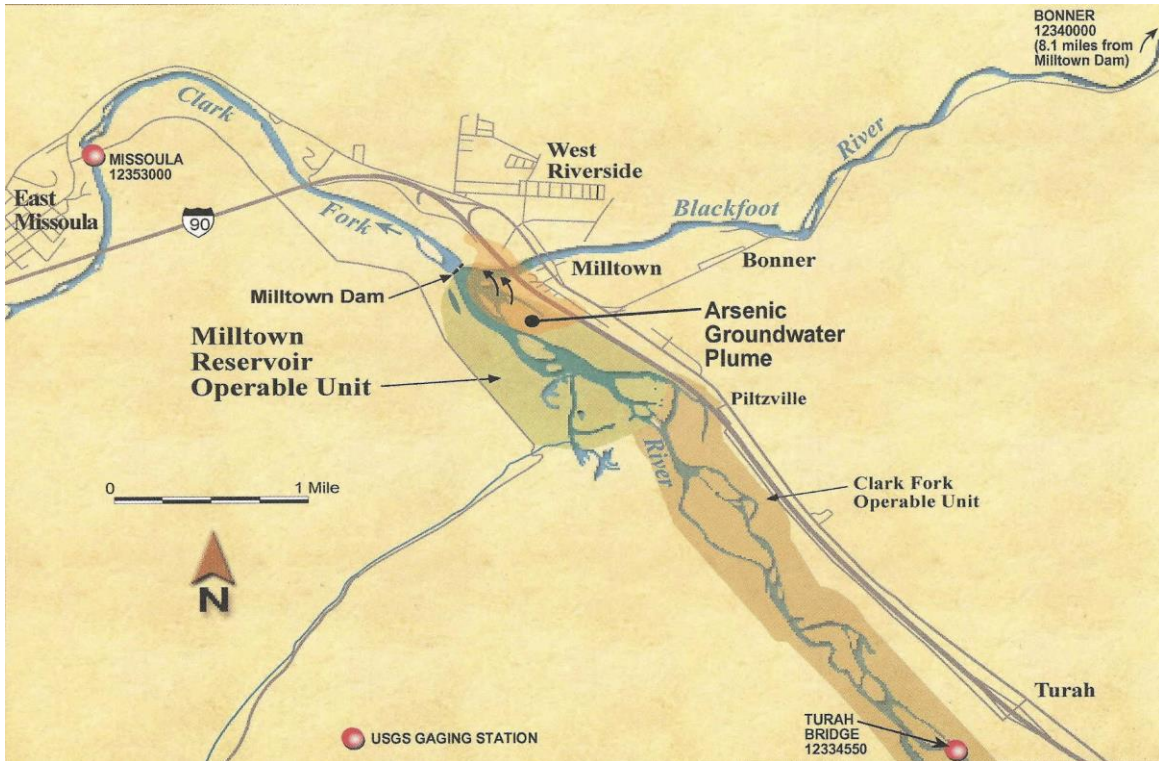 BONNER
12340000
(8.1 miles from
Milltown Dam)
Clark
MISSOULA
12353000
West
Riverside
River
East
Missoula
90
Fork
Blackfoot
Milltown
Bonner
Milltown Dam
Arsenic
Groundwater
Plume
Milltown
Reservoir
Operable Unit
Piltzville
River
0 1 Mile
Clark Fork
Operable Unit
N
Turah
USGS GAGING STATION
TURAH
BRIDGE
12334550